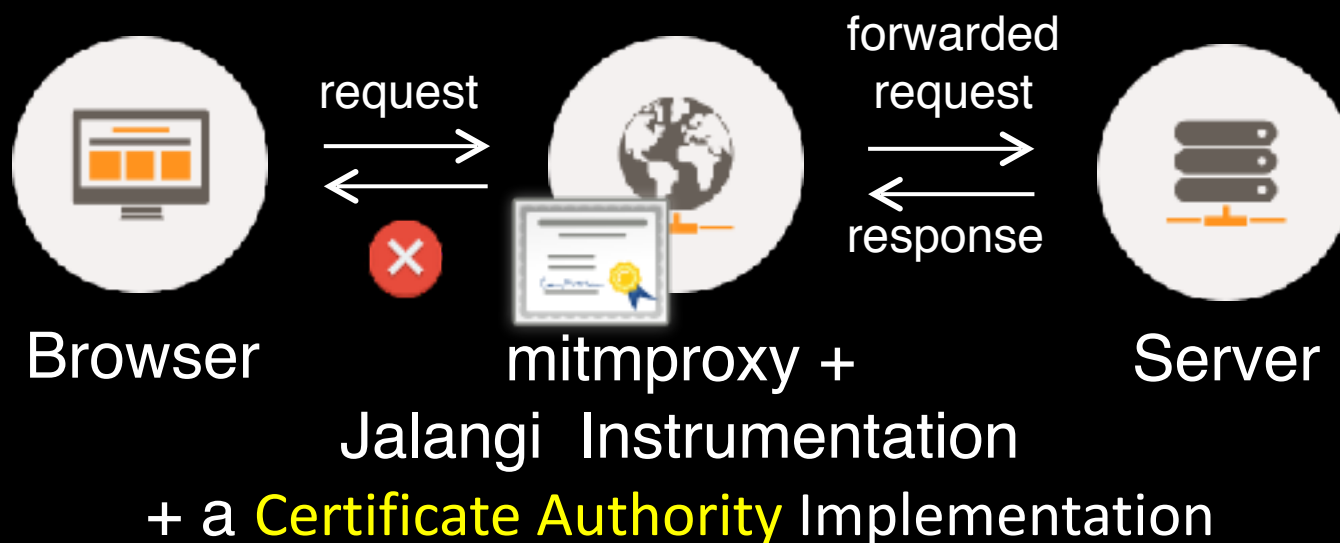 forwarded
request
request
response
Browser
mitmproxy +
Server
Jalangi Instrumentation
+ a Certificate Authority Implementation